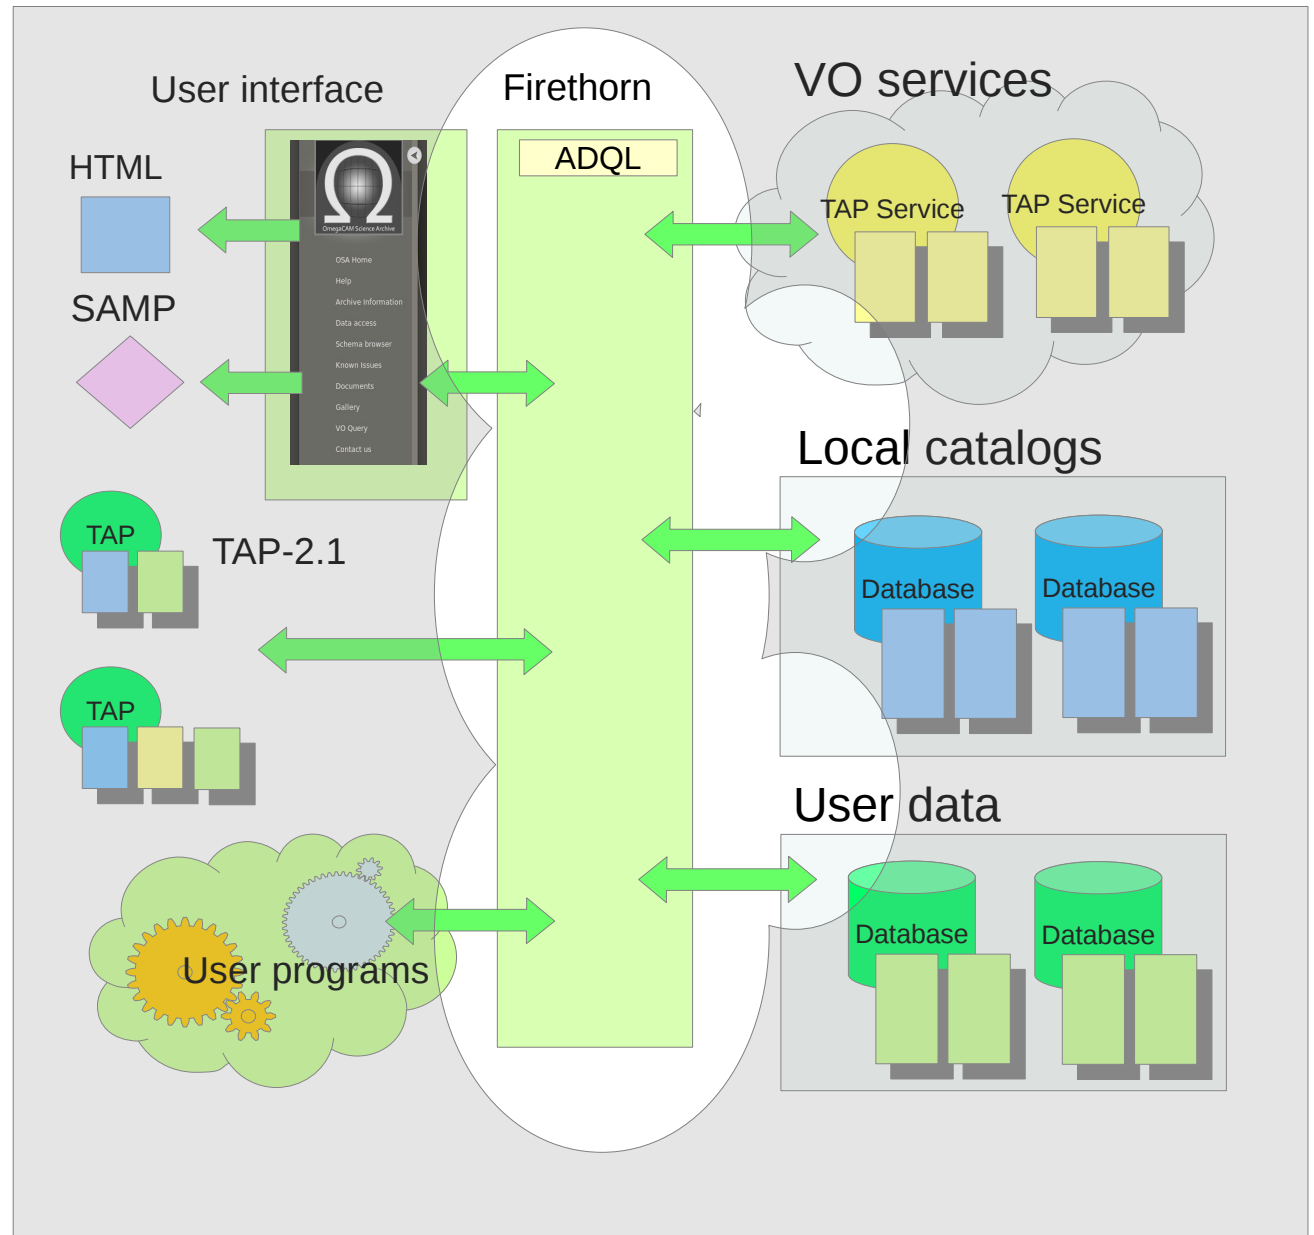 User interface
Firethorn
VO services
HTML
ADQL
OmegaCAM Science Archive
OSA Home
Help
Archive Information
Data access
Schema browser
Known Issues
Documents
Gallery
VO Query
Contact us
SAMP
TAP Service
TAP Service
Local catalogs
TAP
TAP-2.1
Database
Database
TAP
User data
User programs
Database
Database